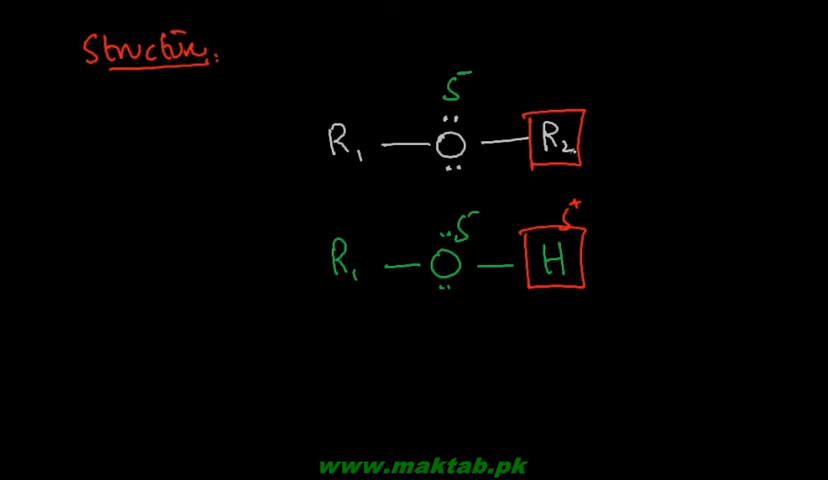 Structure:
δ-
R1 — :O: — R2
δ+
δ-
R1 — :O: — H
www.maktab.pk